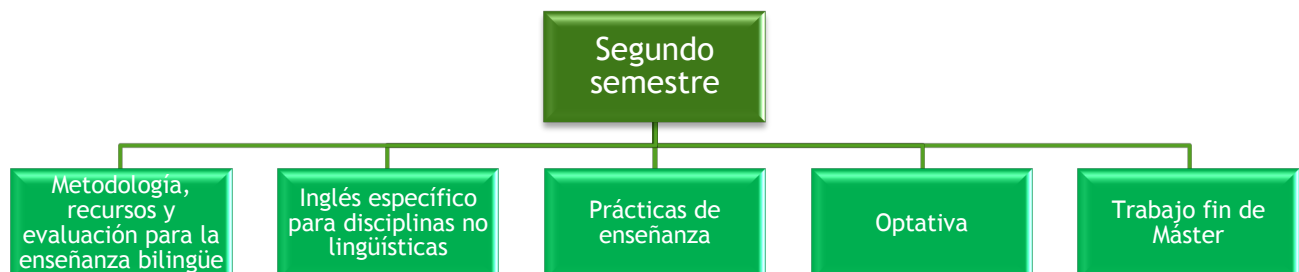 Segundo
semestre
Metodología,
recursos y
evaluación para la
enseñanza bilingüe
Inglés específico
para disciplinas no
lingüísticas
Prácticas de
enseñanza
Optativa
Trabajo fin de
Máster